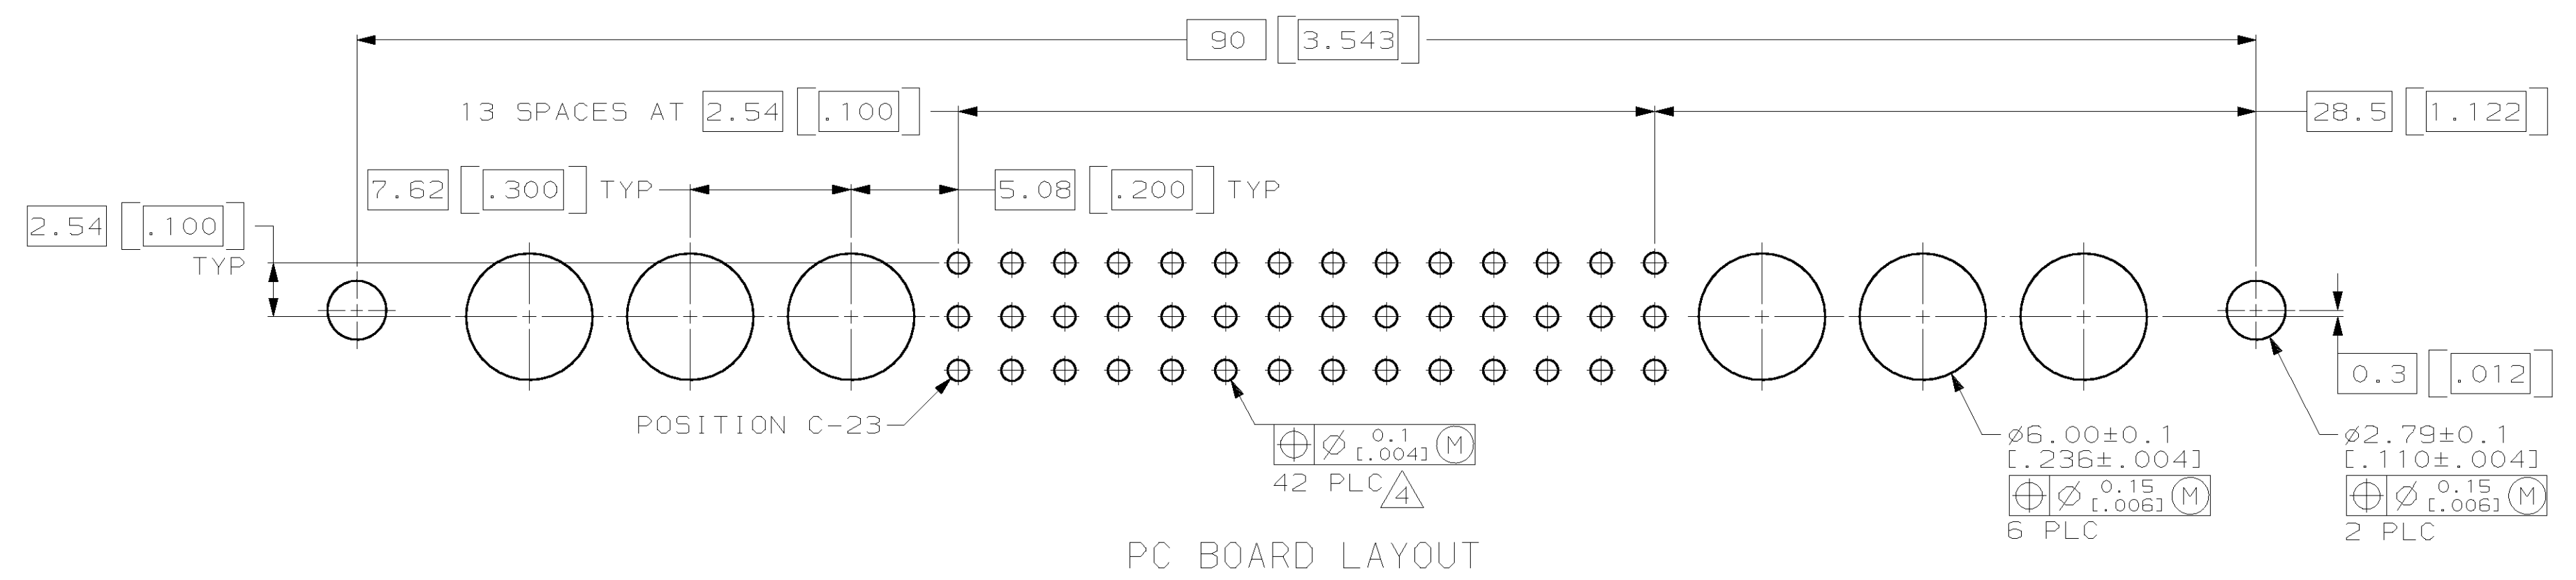 90 [3.543]
13 SPACES AT 2.54 [.100]
28.5 [1.122]
7.62 [.300] TYP
5.08 [.200] TYP
2.54 [.100]
TYP
0.3 [.012]
POSITION C-23
⌖ ⌀ 0.1 Ⓜ
[.004]
42 PLC 4
⌀6.00±0.1
[.236±.004]
⌖ ⌀ 0.15 Ⓜ
[.006]
6 PLC
⌀2.79±0.1
[.110±.004]
⌖ ⌀ 0.15 Ⓜ
[.006]
2 PLC
PC BOARD LAYOUT